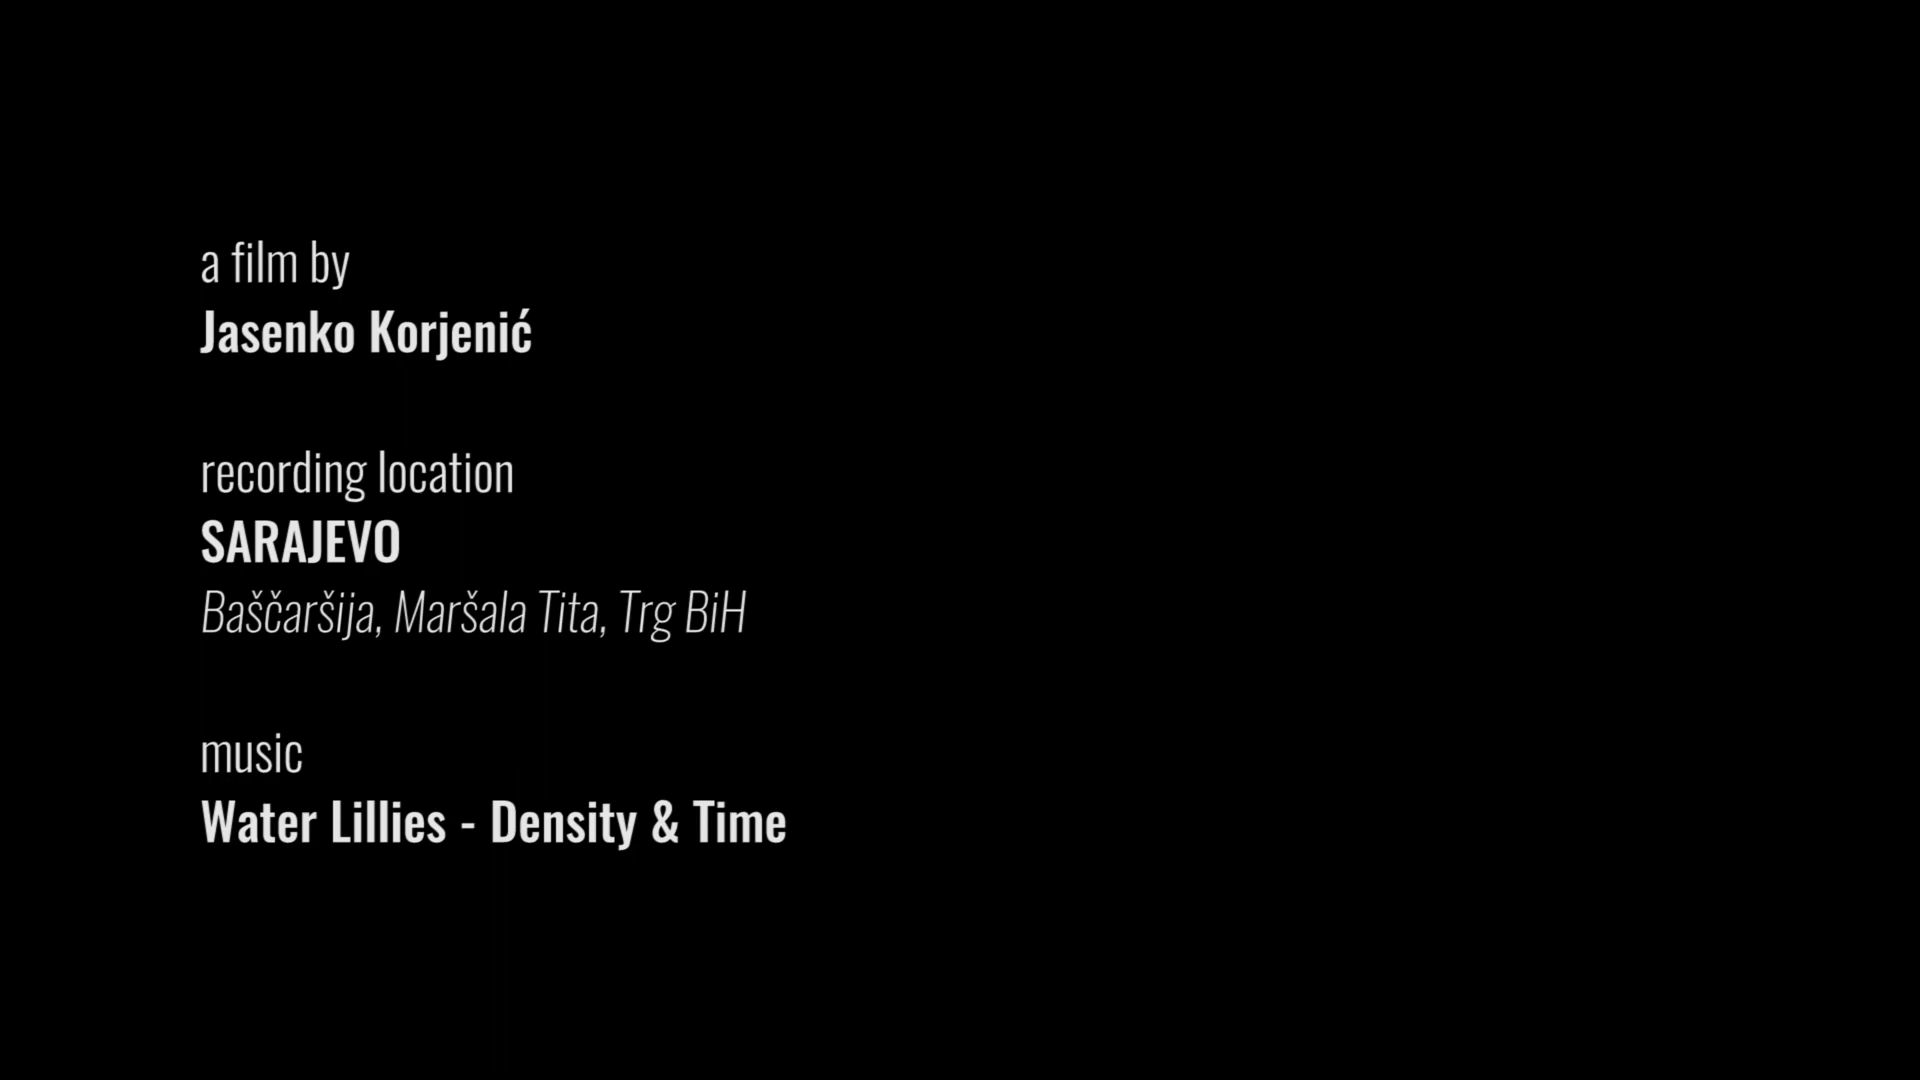 a film by
Jasenko Korjenić
recording location
SARAJEVO
Baščaršija, Maršala Tita, Trg BiH
music
Water Lillies - Density & Time